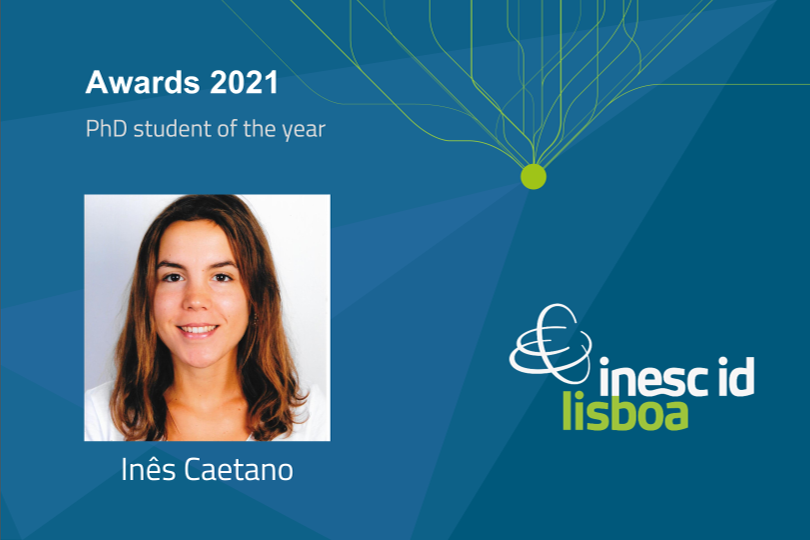 Awards 2021
PhD student of the year
Inês Caetano
inesc id
lisboa